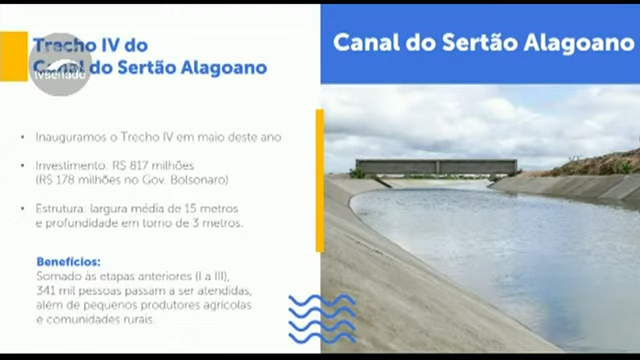 Trecho IV do
Canal do Sertão Alagoano
tvsenado
• Inauguramos o Trecho IV em maio deste ano
• Investimento: R$ 817 milhões
(R$ 178 milhões no Gov. Bolsonaro)
• Estrutura: largura média de 15 metros
e profundidade em torno de 3 metros.
Benefícios:
Somado às etapas anteriores (I a III),
341 mil pessoas passam a ser atendidas,
além de pequenos produtores agrícolas
e comunidades rurais.
Canal do Sertão Alagoano